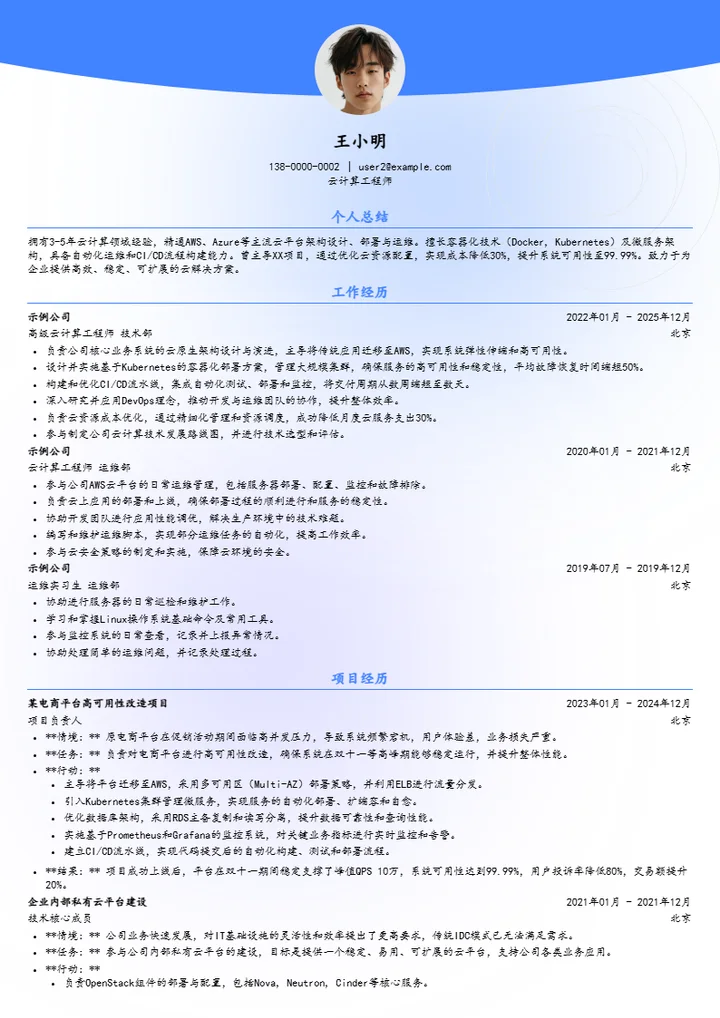 王小明
138-0000-0002 | user2@example.com
云计算工程师
个人总结
拥有3-5年云计算领域经验，精通AWS、Azure等主流云平台架构设计、部署与运维。擅长容器化技术（Docker, Kubernetes）及微服务架
构，具备自动化运维和CI/CD流程构建能力。曾主导XX项目，通过优化云资源配置，实现成本降低30%，提升系统可用性至99.99%。致力于为
企业提供高效、稳定、可扩展的云解决方案。
工作经历
示例公司 2022年01月 - 2025年12月
高级云计算工程师 技术部 北京
• 负责公司核心业务系统的云原生架构设计与演进，主导将传统应用迁移至AWS，实现系统弹性伸缩和高可用性。
• 设计并实施基于Kubernetes的容器化部署方案，管理大规模集群，确保服务的高可用性和稳定性，平均故障恢复时间缩短50%。
• 构建和优化CI/CD流水线，集成自动化测试、部署和监控，将交付周期从数周缩短至数天。
• 深入研究并应用DevOps理念，推动开发与运维团队的协作，提升整体效率。
• 负责云资源成本优化，通过精细化管理和资源调度，成功降低月度云服务支出30%。
• 参与制定公司云计算技术发展路线图，并进行技术选型和评估。
示例公司 2020年01月 - 2021年12月
云计算工程师 运维部 北京
• 参与公司AWS云平台的日常运维管理，包括服务器部署、配置、监控和故障排除。
• 负责云上应用的部署和上线，确保部署过程的顺利进行和服务的稳定性。
• 协助开发团队进行应用性能调优，解决生产环境中的技术难题。
• 编写和维护运维脚本，实现部分运维任务的自动化，提高工作效率。
• 参与云安全策略的制定和实施，保障云环境的安全。
示例公司 2019年07月 - 2019年12月
运维实习生 运维部 北京
• 协助进行服务器的日常巡检和维护工作。
• 学习和掌握Linux操作系统基础命令及常用工具。
• 参与监控系统的日常查看，记录并上报异常情况。
• 协助处理简单的运维问题，并记录处理过程。
项目经历
某电商平台高可用性改造项目 2023年01月 - 2024年12月
项目负责人 北京
• **情境：** 原电商平台在促销活动期间面临高并发压力，导致系统频繁宕机，用户体验差，业务损失严重。
• **任务：** 负责对电商平台进行高可用性改造，确保系统在双十一等高峰期能够稳定运行，并提升整体性能。
• **行动：**
• 主导将平台迁移至AWS，采用多可用区（Multi-AZ）部署策略，并利用ELB进行流量分发。
• 引入Kubernetes集群管理微服务，实现服务的自动化部署、扩缩容和自愈。
• 优化数据库架构，采用RDS主备复制和读写分离，提升数据可靠性和查询性能。
• 实施基于Prometheus和Grafana的监控系统，对关键业务指标进行实时监控和告警。
• 建立CI/CD流水线，实现代码提交后的自动化构建、测试和部署流程。
• **结果：** 项目成功上线后，平台在双十一期间稳定支撑了峰值QPS 10万，系统可用性达到99.99%，用户投诉率降低80%，交易额提升
20%。
企业内部私有云平台建设 2021年01月 - 2021年12月
技术核心成员 北京
• **情境：** 公司业务快速发展，对IT基础设施的灵活性和效率提出了更高要求，传统IDC模式已无法满足需求。
• **任务：** 参与公司内部私有云平台的建设，目标是提供一个稳定、易用、可扩展的云平台，支持公司各类业务应用。
• **行动：**
• 负责OpenStack组件的部署与配置，包括Nova, Neutron, Cinder等核心服务。